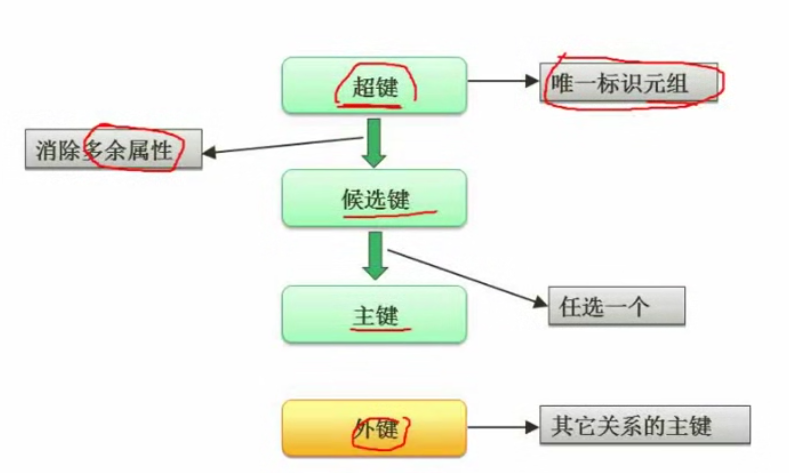 超键
唯一标识元组
消除多余属性
候选键
主键
任选一个
外键
其它关系的主键